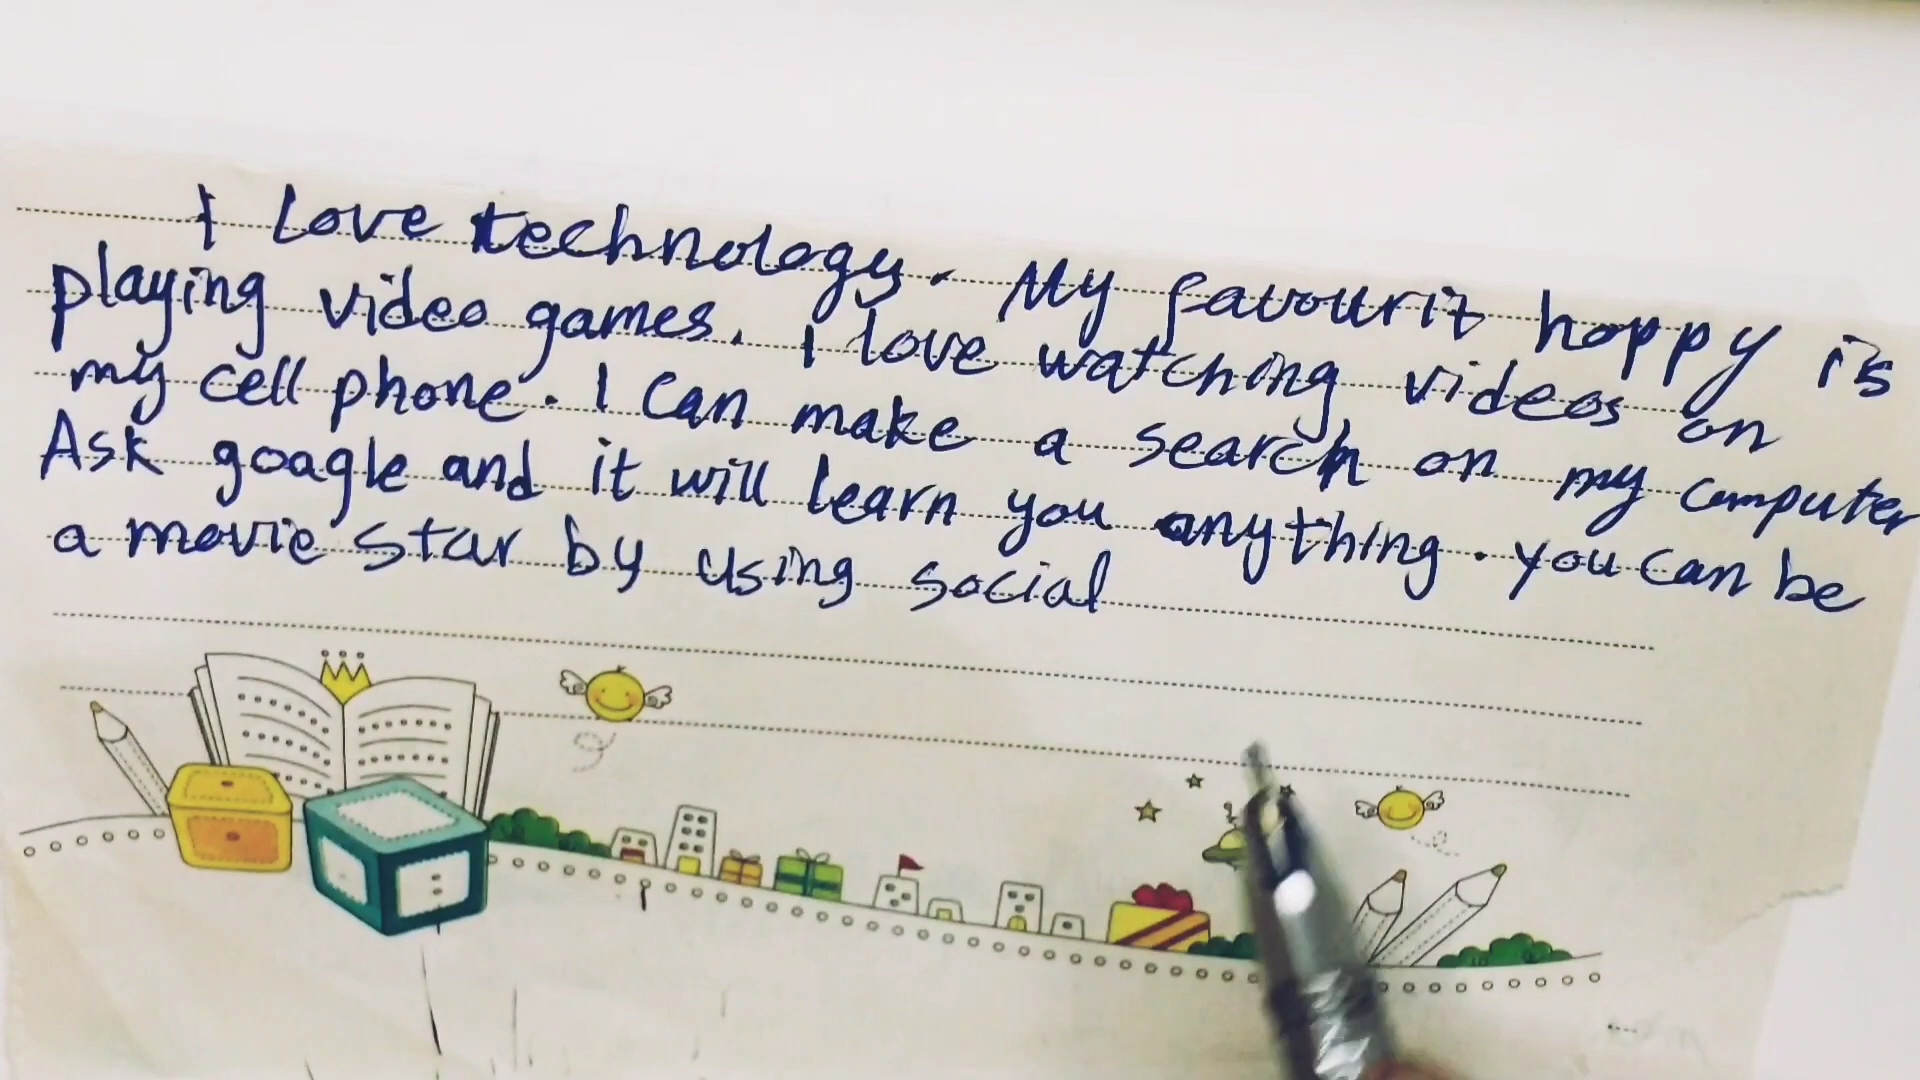 I Love technology. My favourit hoppy is
playing video games. I love watching videos on
my cell phone. I can make a search on my computer
Ask goagle and it will learn you anything. you can be
a movie star by using social